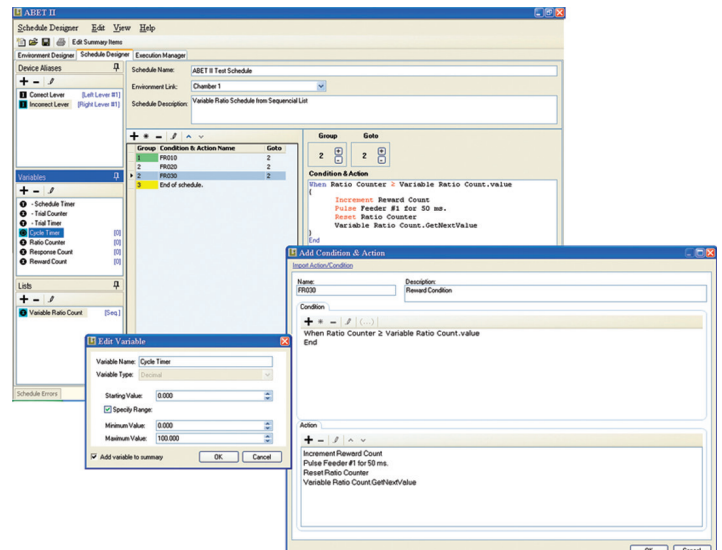 ABET II
Schedule Designer Edit View Help
Edit Summary Items
Environment Designer Schedule Designer Execution Manager
Device Aliases
Correct Lever [Left Lever #1]
Incorrect Lever [Right Lever #1]
Schedule Name: ABET II Test Schedule
Environment Link: Chamber 1
Schedule Description: Variable Ratio Schedule from Sequencial List
Group Condition & Action Name Goto
1 FR010 2
2 FR020 2
2 FR030 2
3 End of schedule.
Group Goto
2 2
Condition & Action
When Ratio Counter ≥ Variable Ratio Count.value
{
Increment Reward Count
Pulse Feeder #1 for 50 ms.
Reset Ratio Counter
Variable Ratio Count.GetNextValue
}
End
Variables
- Schedule Timer
- Trial Counter
- Trial Timer
Cycle Timer [0]
Ratio Counter [0]
Response Count [0]
Reward Count [0]
Lists
Variable Ratio Count [Seq.]
Schedule Errors
Edit Variable
Variable Name: Cycle Timer
Variable Type: Decimal
Starting Value: 0.000
Specify Range:
Minimum Value: 0.000
Maximum Value: 100.000
Add variable to summary OK Cancel
Add Condition & Action
Import Action/Condition
Name: Description:
FR030 Reward Condition
Condition
(...)
When Ratio Counter ≥ Variable Ratio Count.value
End
Action
Increment Reward Count
Pulse Feeder #1 for 50 ms.
Reset Ratio Counter
Variable Ratio Count.GetNextValue
OK Cancel